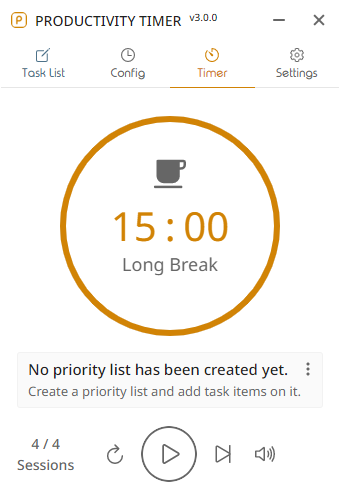 P PRODUCTIVITY TIMER v3.0.0
Task List Config Timer Settings
15 : 00
Long Break
No priority list has been created yet.
Create a priority list and add task items on it.
4 / 4
Sessions